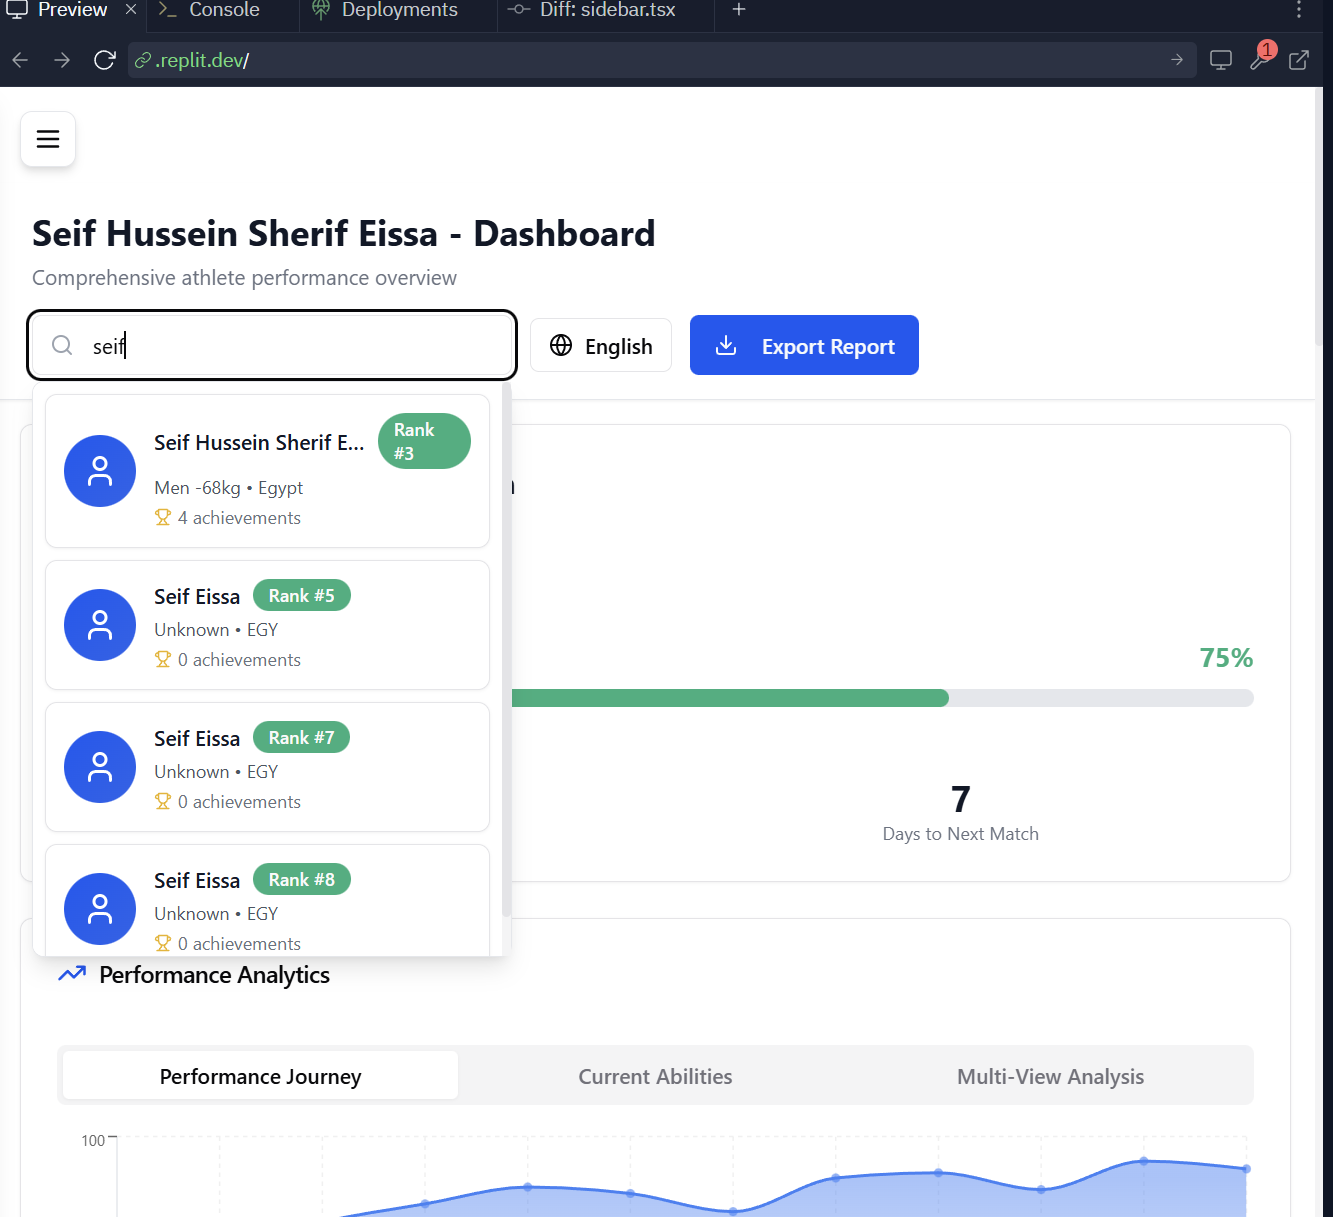 Preview
Console
Deployments
Diff: sidebar.tsx
.replit.dev/
1
Seif Hussein Sherif Eissa - Dashboard
Comprehensive athlete performance overview
seif
English
Export Report
Seif Hussein Sherif E...
Rank
#3
Men -68kg • Egypt
4 achievements
Seif Eissa
Rank #5
Unknown • EGY
0 achievements
Seif Eissa
Rank #7
Unknown • EGY
0 achievements
Seif Eissa
Rank #8
Unknown • EGY
0 achievements
75%
7
Days to Next Match
Performance Analytics
Performance Journey
Current Abilities
Multi-View Analysis
100